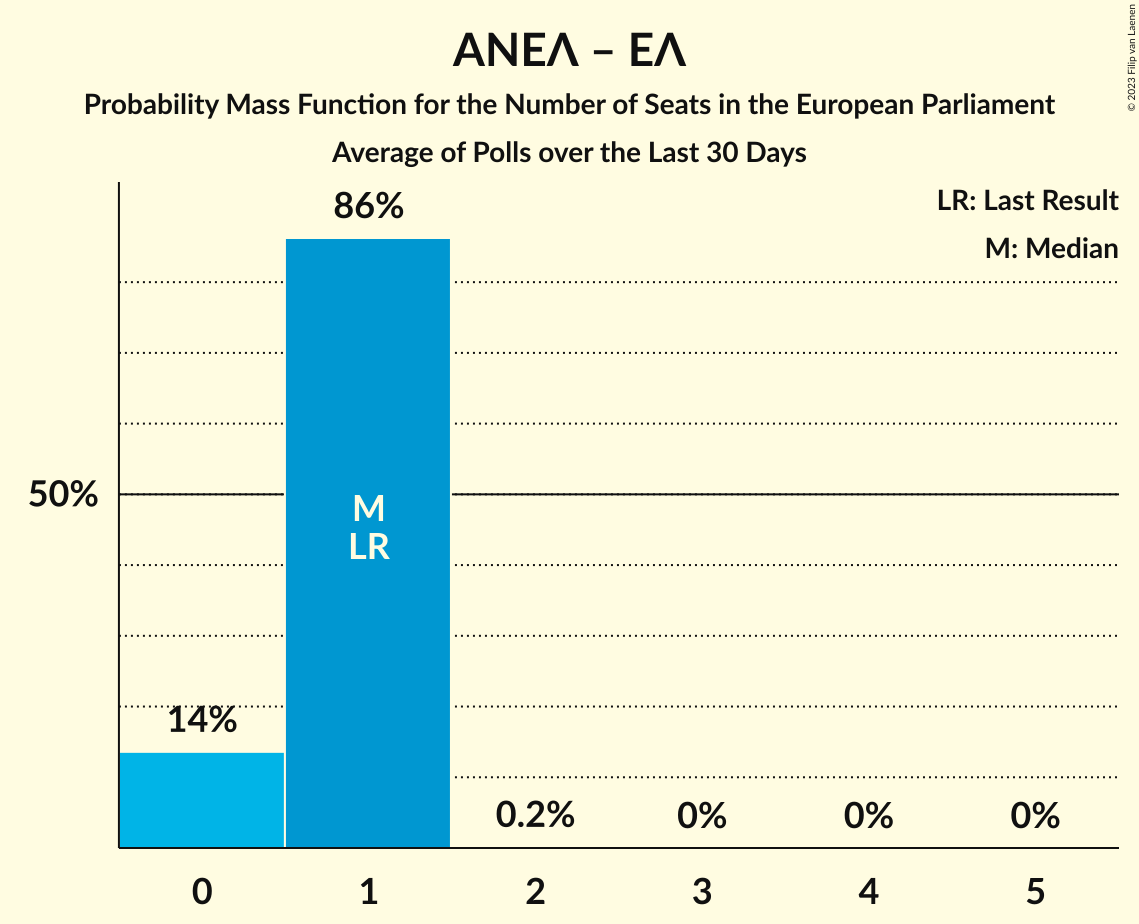 ΑΝΕΛ – ΕΛ
Probability Mass Function for the Number of Seats in the European Parliament
Average of Polls over the Last 30 Days
© 2023 Filip van Laenen
LR: Last Result
M: Median
86%
50%
M
LR
14%
0.2%
0%
0%
0%
0
1
2
3
4
5